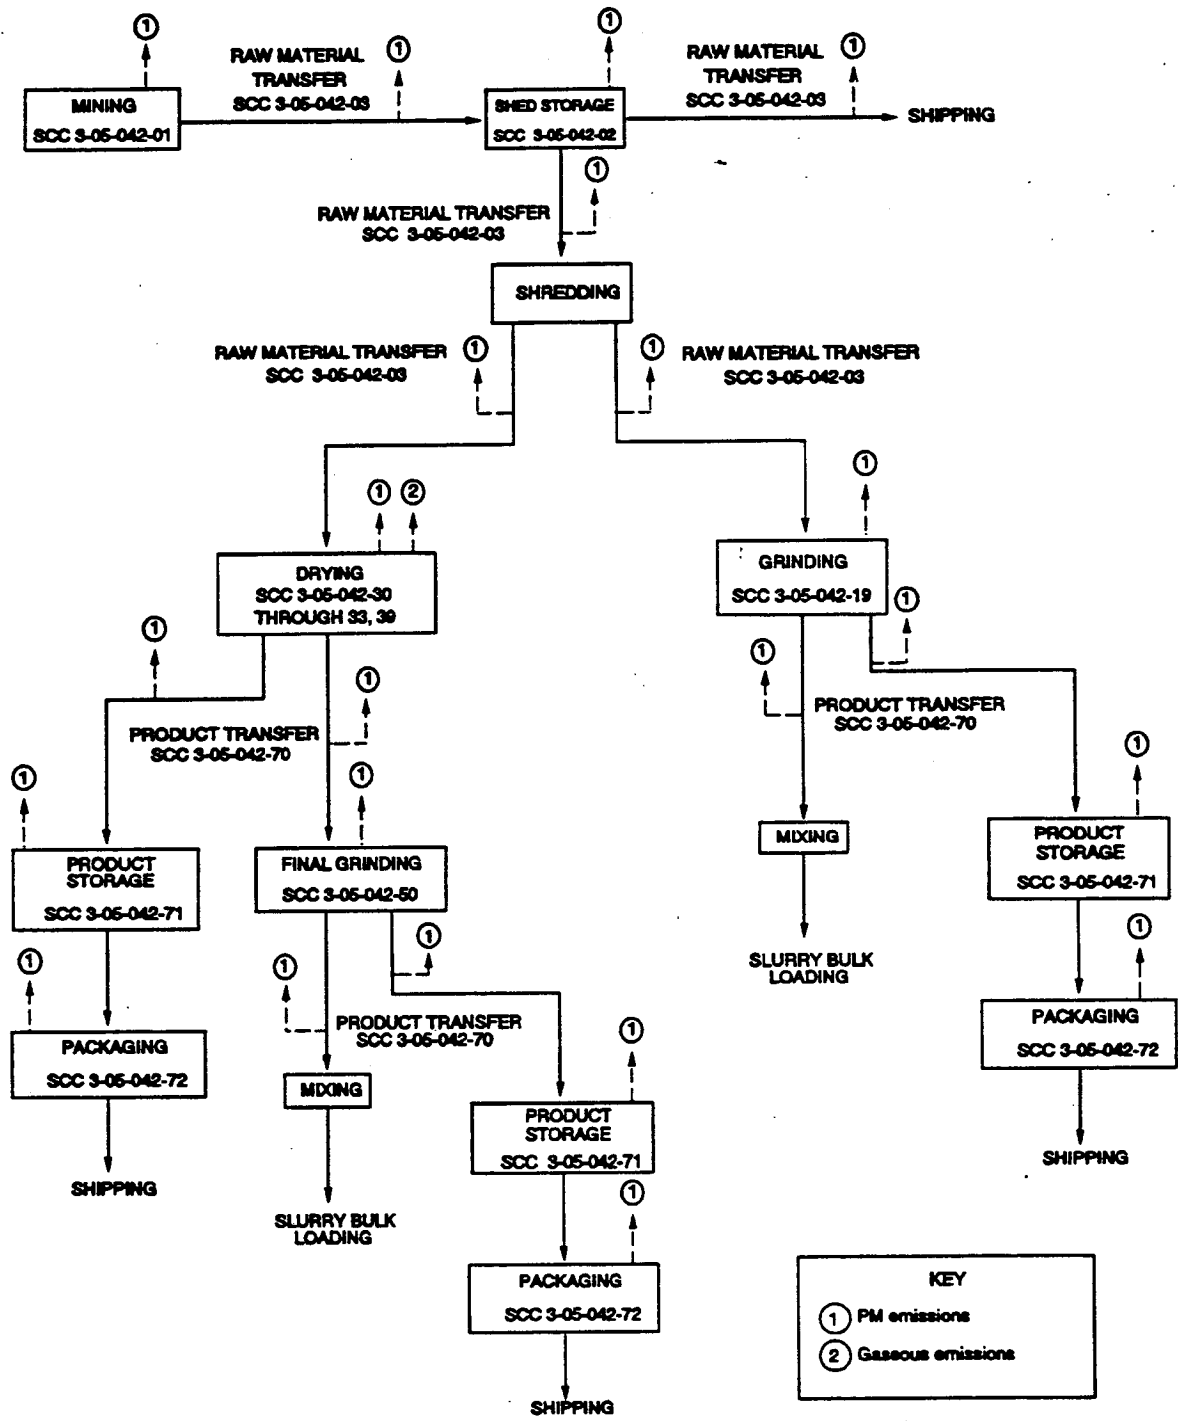 1
1
1
1
RAW MATERIAL
TRANSFER
SCC 3-05-042-03
RAW MATERIAL
TRANSFER
SCC 3-05-042-03
MINING
SCC 3-05-042-01
SHED STORAGE
SCC 3-05-042-02
SHIPPING
1
RAW MATERIAL TRANSFER
SCC 3-05-042-03
SHREDDING
RAW MATERIAL TRANSFER
SCC 3-05-042-03
1
1
RAW MATERIAL TRANSFER
SCC 3-05-042-03
1
2
1
DRYING
SCC 3-05-042-30
THROUGH 33, 39
GRINDING
SCC 3-05-042-19
1
1
1
1
PRODUCT TRANSFER
SCC 3-05-042-70
PRODUCT TRANSFER
SCC 3-05-042-70
1
1
1
PRODUCT
STORAGE
SCC 3-05-042-71
FINAL GRINDING
SCC 3-05-042-50
MIXING
PRODUCT
STORAGE
SCC 3-05-042-71
1
1
1
1
SLURRY BULK
LOADING
PACKAGING
SCC 3-05-042-72
PRODUCT TRANSFER
SCC 3-05-042-70
1
PACKAGING
SCC 3-05-042-72
MIXING
PRODUCT
STORAGE
SCC 3-05-042-71
SHIPPING
SHIPPING
1
SLURRY BULK
LOADING
PACKAGING
SCC 3-05-042-72
SHIPPING
KEY
1 PM emissions
2 Gaseous emissions